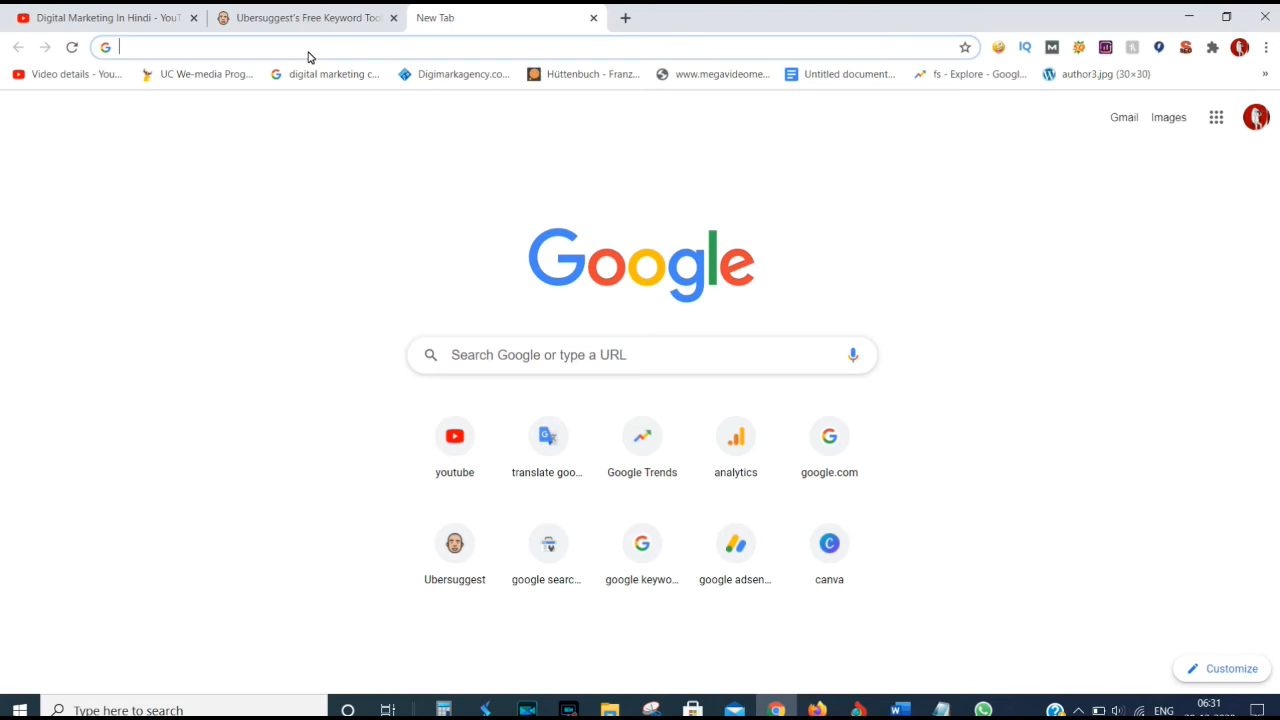 Digital Marketing In Hindi - YouT
Ubersuggest's Free Keyword Tool
New Tab
Video details - You...
UC We-media Prog...
digital marketing c...
Digimarkagency.co...
Hüttenbuch - Franz...
www.megavideome...
Untitled document...
fs - Explore - Googl...
author3.jpg (30×30)
»
Gmail
Images
Google
Search Google or type a URL
youtube
translate goo...
Google Trends
analytics
google.com
Ubersuggest
google searc...
google keywo...
google adsen...
canva
Customize
Type here to search
ENG
06:31